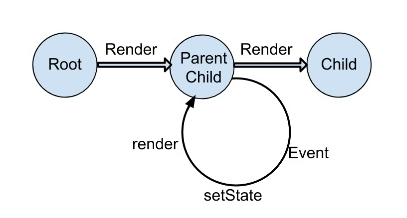 Render
Render
Root
Parent
Child
Child
render
Event
setState